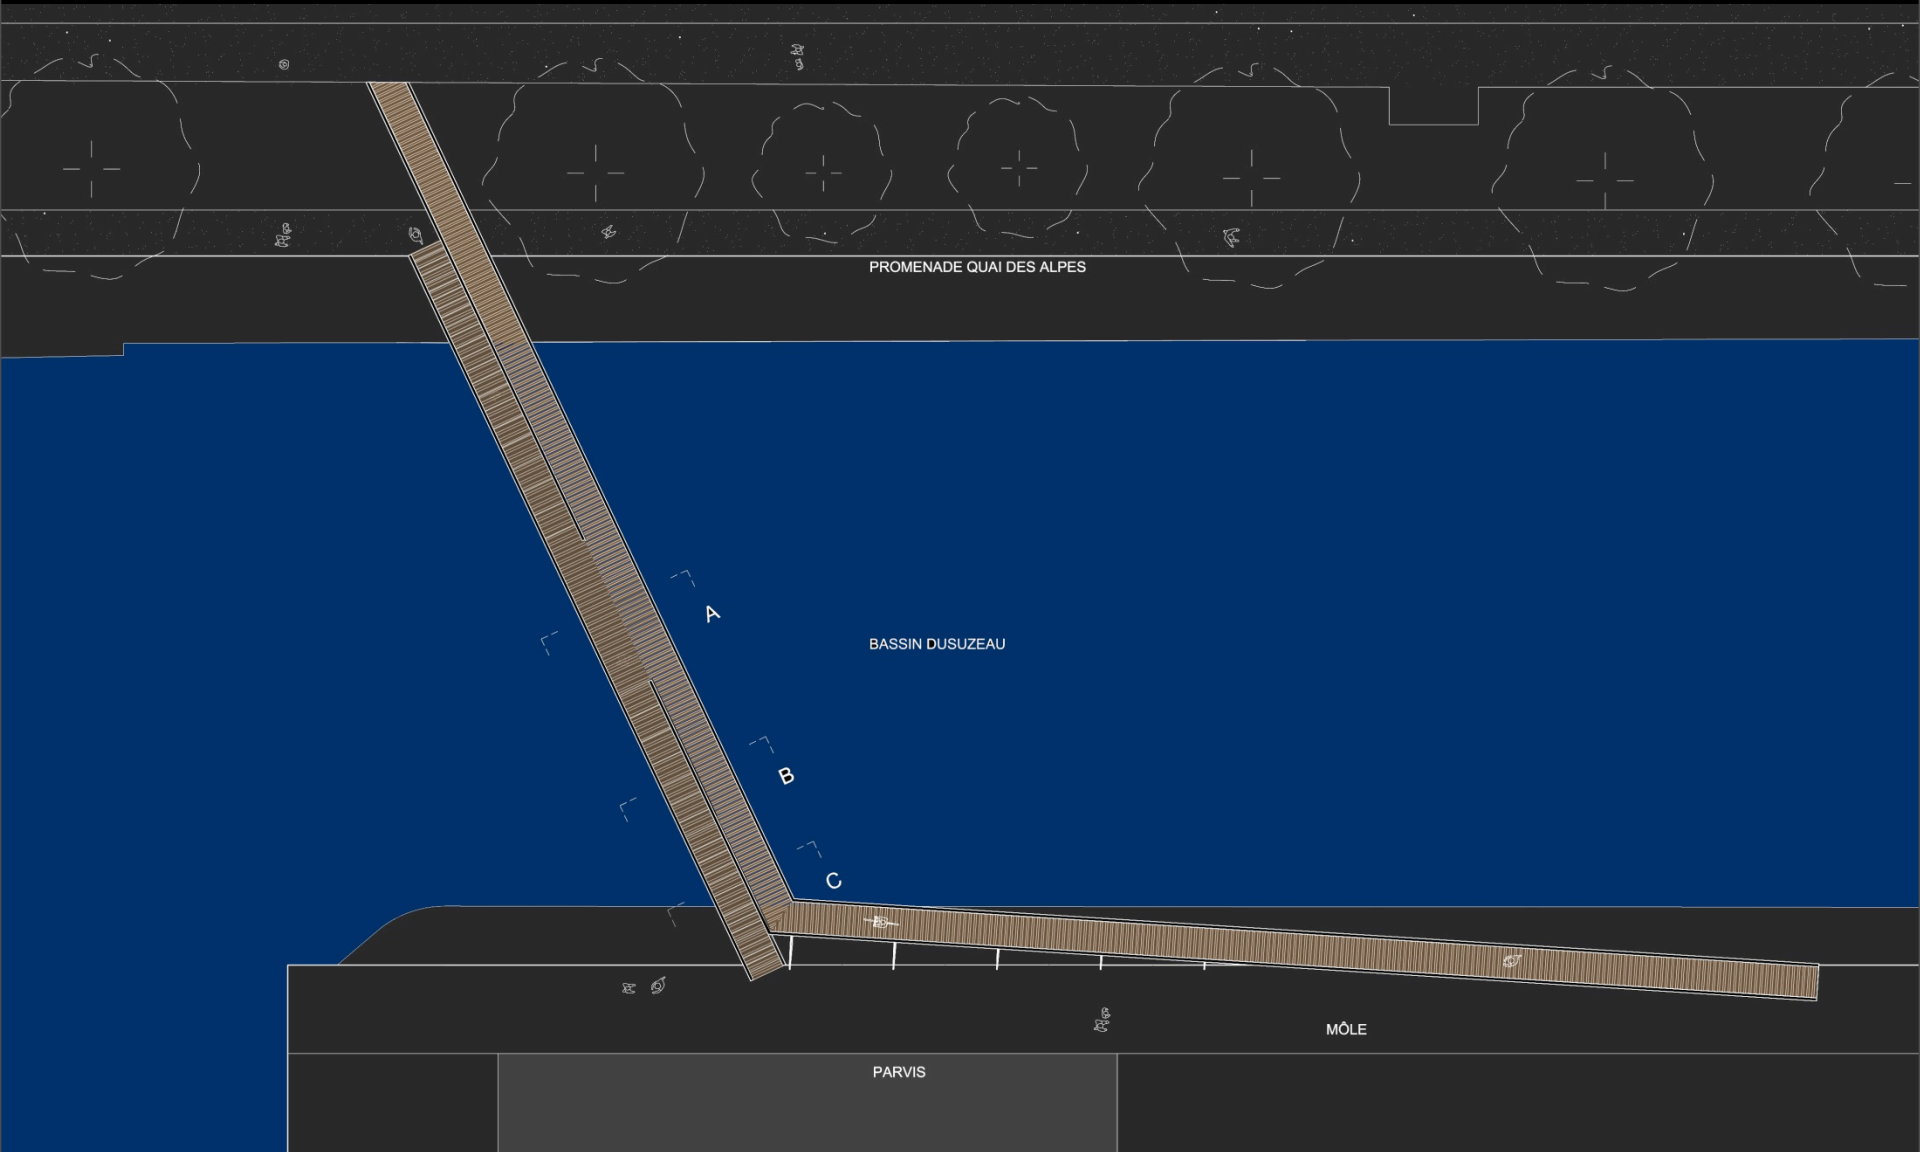 PROMENADE QUAI DES ALPES
A
BASSIN DUSUZEAU
B
C
MÔLE
PARVIS